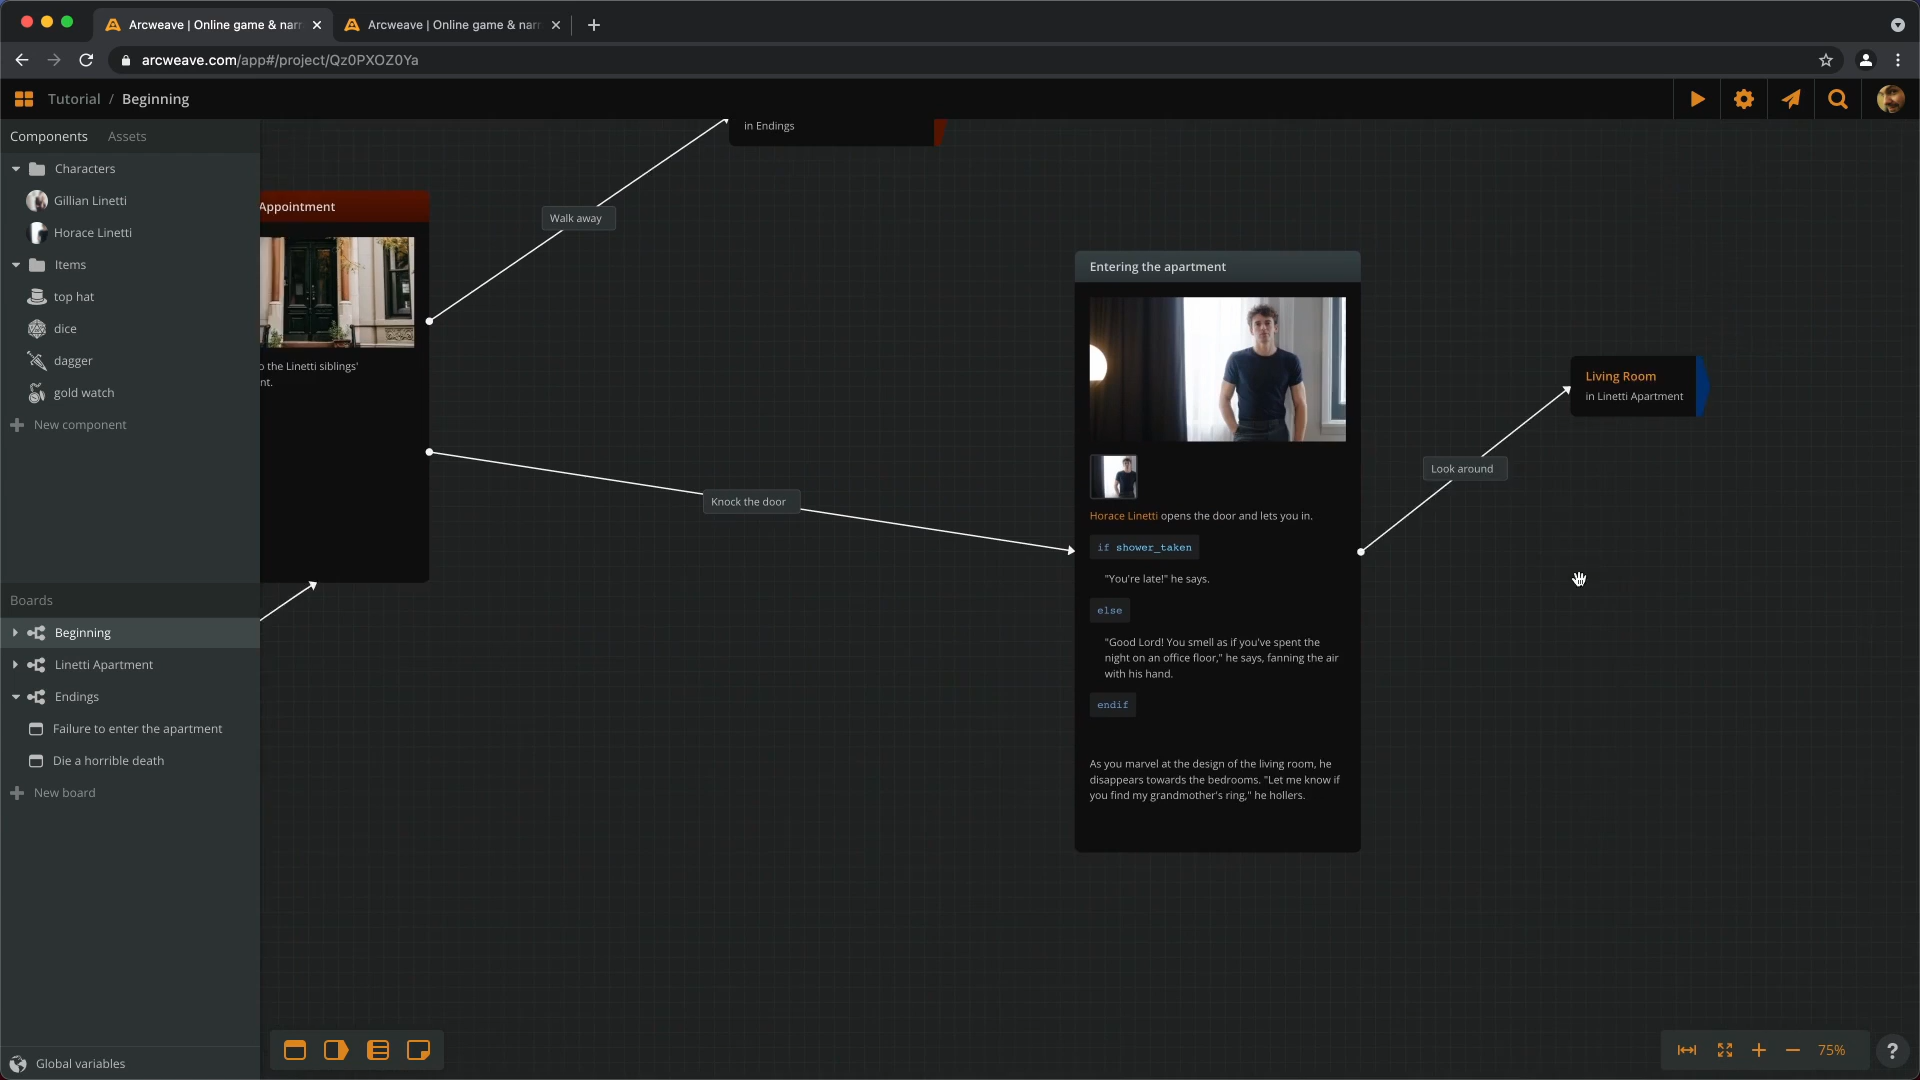 Arcweave | Online game & narr
Arcweave | Online game & narr
arcweave.com/app#/project/Qz0PXOZ0Ya
Tutorial / Beginning
Components Assets
Characters
Gillian Linetti
Horace Linetti
Items
top hat
dice
dagger
gold watch
New component
Boards
Beginning
Linetti Apartment
Endings
Failure to enter the apartment
Die a horrible death
New board
Global variables
in Endings
Appointment
o the Linetti siblings'
nt.
Walk away
Knock the door
Entering the apartment
Horace Linetti opens the door and lets you in.
if shower_taken
"You're late!" he says.
else
"Good Lord! You smell as if you've spent the
night on an office floor," he says, fanning the air
with his hand.
endif
As you marvel at the design of the living room, he
disappears towards the bedrooms. "Let me know if
you find my grandmother's ring," he hollers.
Look around
Living Room
in Linetti Apartment
75%
?